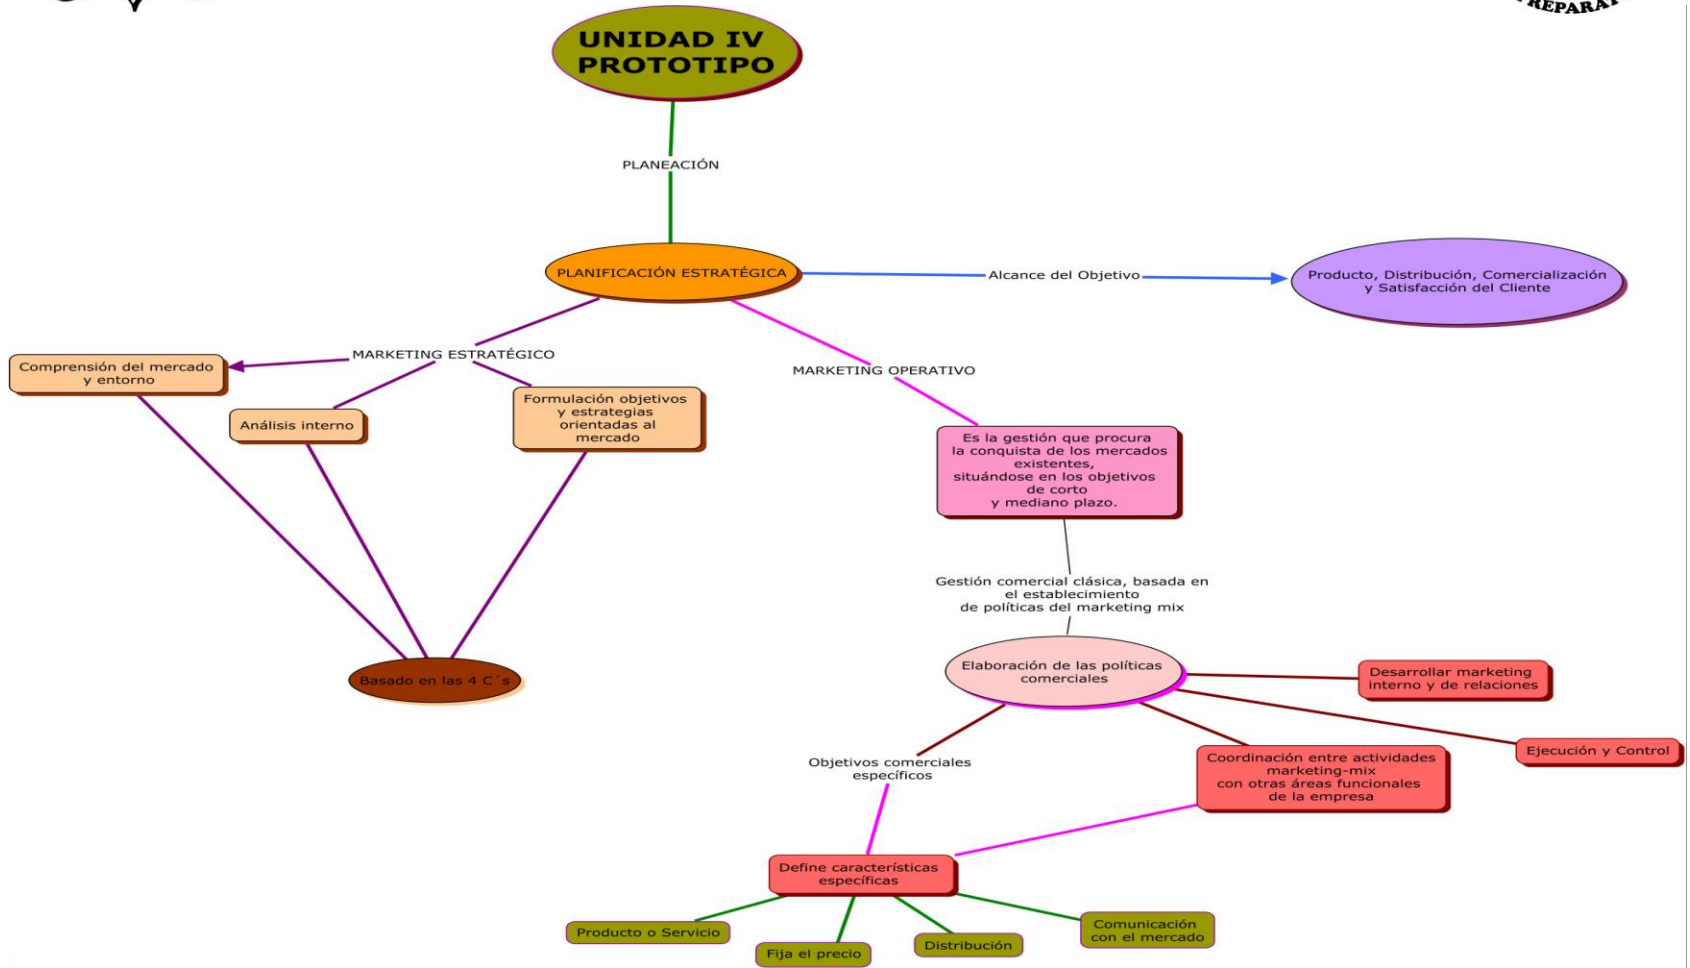 PREPARAT
UNIDAD IV
PROTOTIPO
PLANEACIÓN
PLANIFICACIÓN ESTRATÉGICA
Alcance del Objetivo
Producto, Distribución, Comercialización
y Satisfacción del Cliente
MARKETING ESTRATÉGICO
Comprensión del mercado
y entorno
Análisis interno
Formulación objetivos
y estrategias
orientadas al
mercado
Basado en las 4 C´s
MARKETING OPERATIVO
Es la gestión que procura
la conquista de los mercados
existentes,
situándose en los objetivos
de corto
y mediano plazo.
Gestión comercial clásica, basada en
el establecimiento
de políticas del marketing mix
Elaboración de las políticas
comerciales
Desarrollar marketing
interno y de relaciones
Ejecución y Control
Coordinación entre actividades
marketing-mix
con otras áreas funcionales
de la empresa
Objetivos comerciales
específicos
Define características
específicas
Producto o Servicio
Fija el precio
Distribución
Comunicación
con el mercado